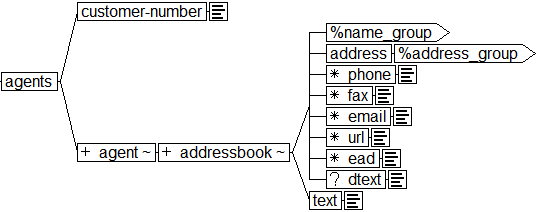 customer-number
%name_group
address %address_group
agents
* phone
* fax
* email
* url
+ agent ~ + addressbook ~
* ead
? dtext
text